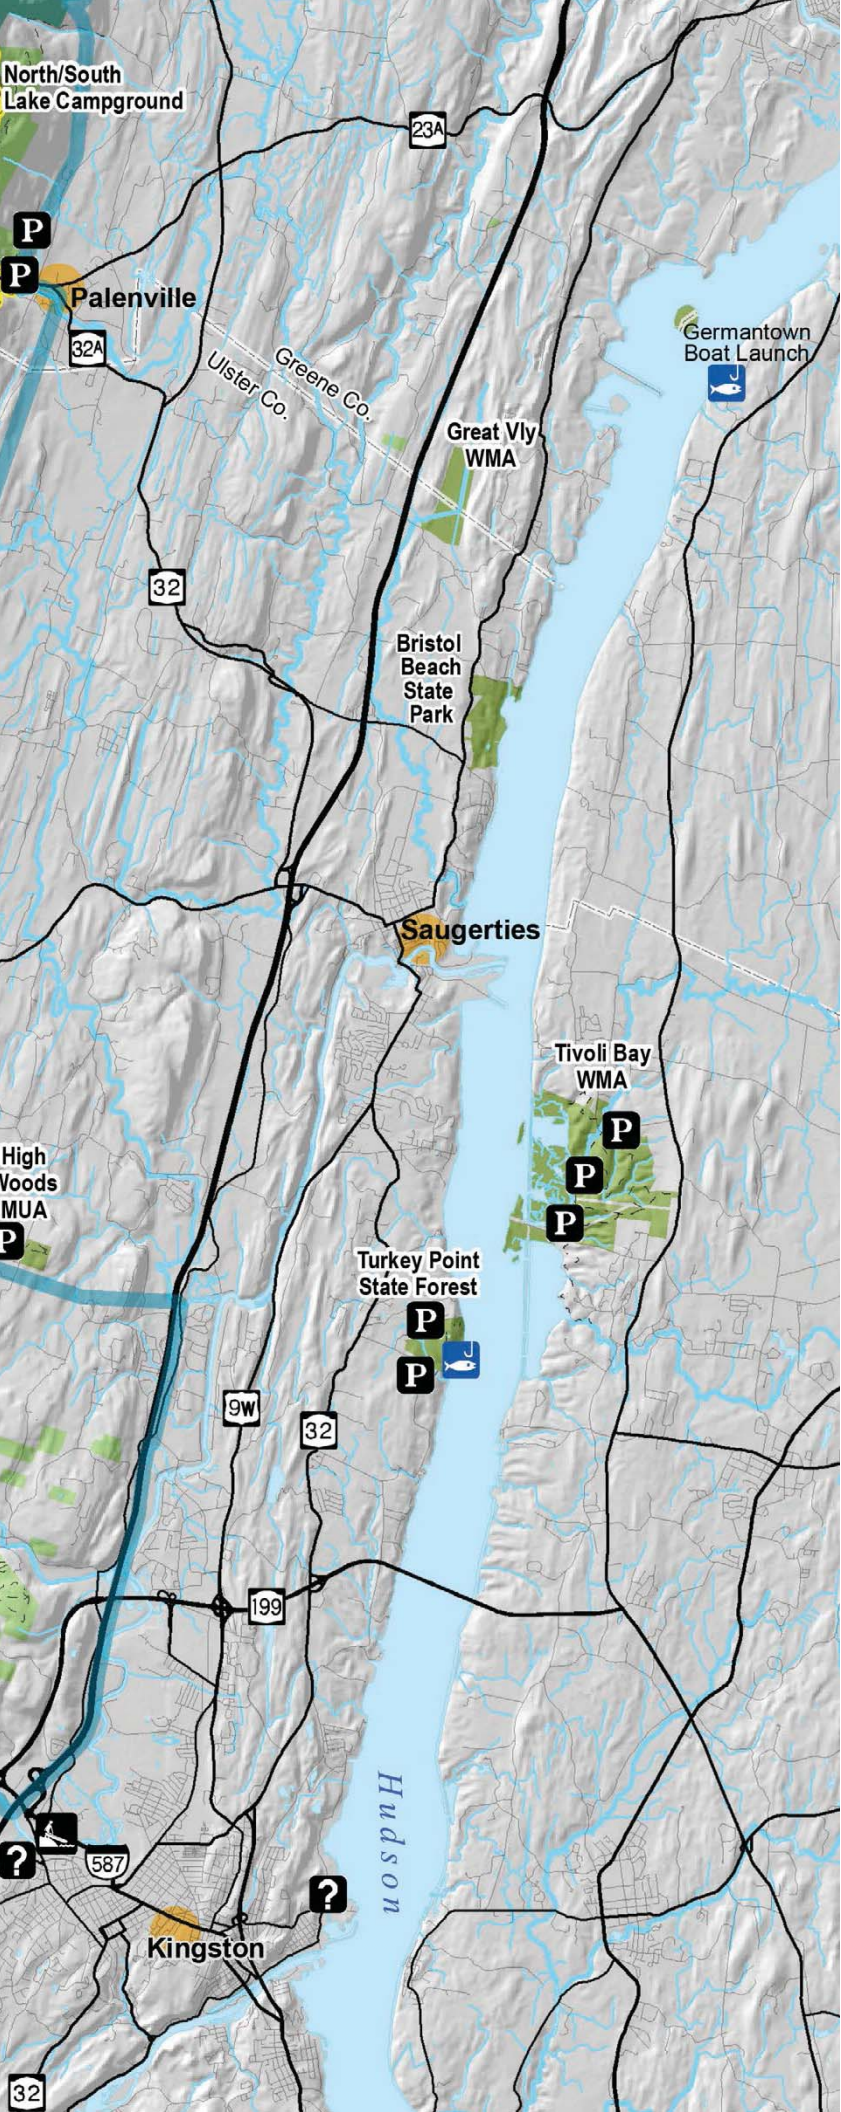 North/South
Lake Campground
23A
P
P
Palenville
32A
Germantown
Boat Launch
Greene Co.
Ulster Co.
Great Vly
WMA
32
Bristol
Beach
State
Park
Saugerties
Tivoli Bay
WMA
P
P
P
High
Woods
MUA
P
Turkey Point
State Forest
P
P
9W
32
199
Hudson
?
587
?
Kingston
32